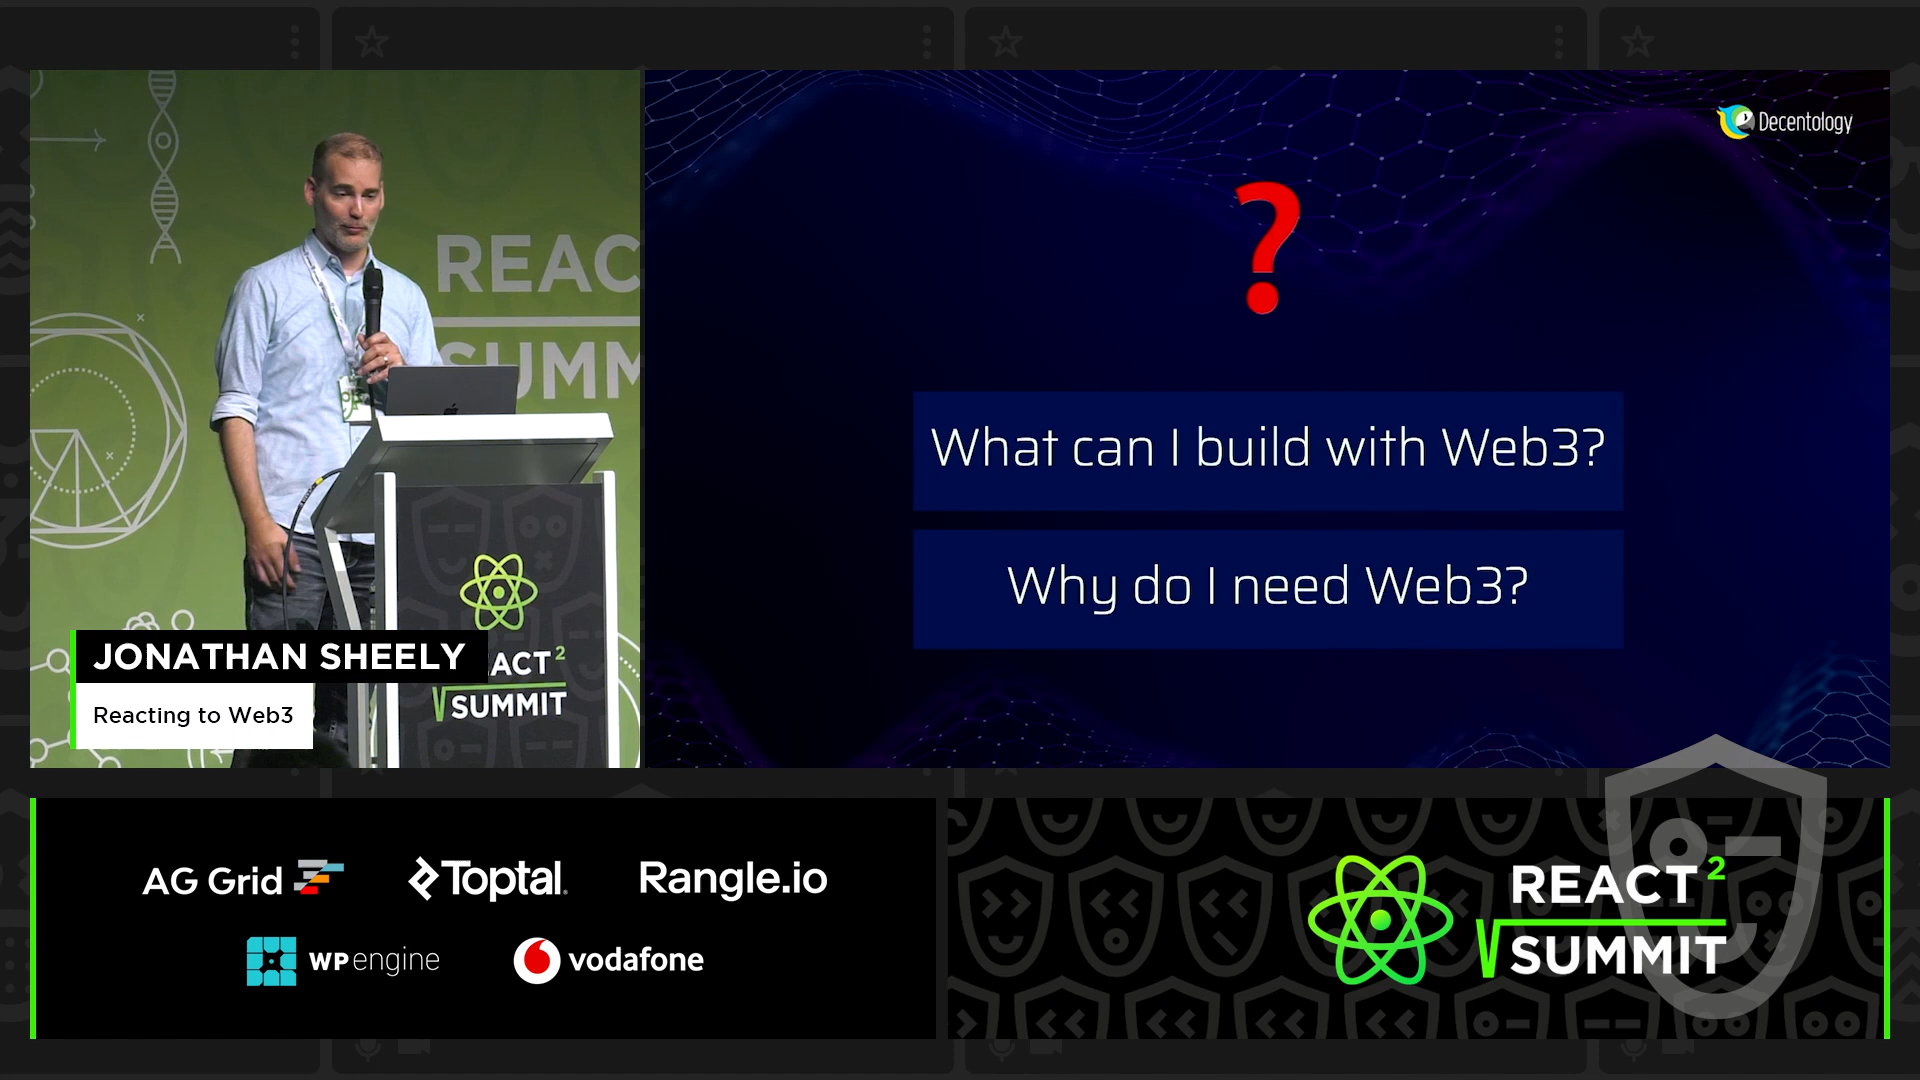 REAC
SUMM
JONATHAN SHEELY
Reacting to Web3
ACT 2
SUMMIT
Decentology
?
What can I build with Web3?
Why do I need Web3?
AG Grid
Toptal
Rangle.io
WP engine
vodafone
REACT 2
SUMMIT